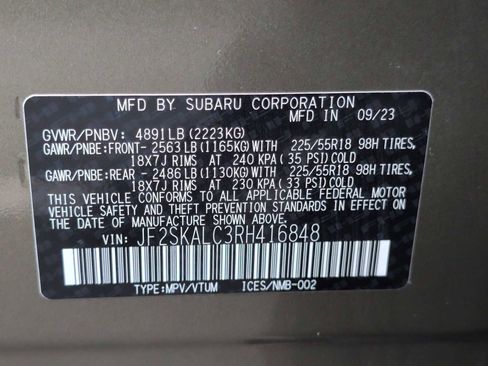 MFD BY SUBARU CORPORATION
MFD IN 09/23
GVWR/PNBV: 4891LB (2223KG)
GAWR/PNBE:FRONT- 2563LB (1165KG)WITH 225/55R18 98H TIRES,
18X7J RIMS AT 240 KPA (35 PSI) COLD
GAWR/PNBE:REAR - 2486LB (1130KG)WITH 225/55R18 98H TIRES,
18X7J RIMS AT 230 KPA (33 PSI) COLD
THIS VEHICLE CONFORMS TO ALL APPLICABLE FEDERAL MOTOR
VEHICLE SAFETY, BUMPER, AND THEFT PREVENTION STANDARDS IN EFFECT ON
THE DATE OF MANUFACTURE SHOWN ABOVE.
VIN: JF2SKALC3RH416848
TYPE:MPV/VTUM ICES/NMB-002